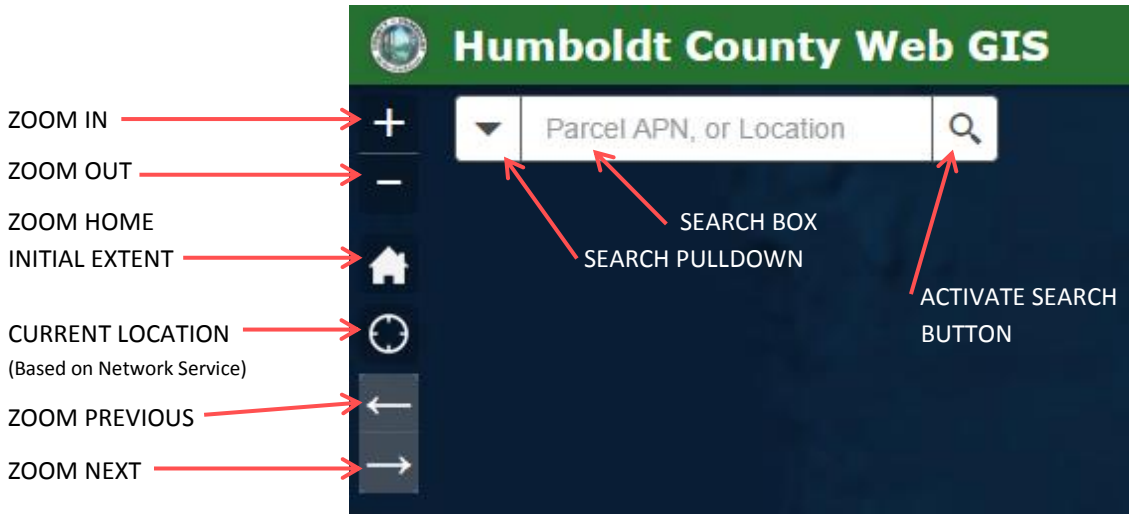 Humboldt County Web GIS
ZOOM IN
Parcel APN, or Location
ZOOM OUT
ZOOM HOME
INITIAL EXTENT
SEARCH BOX
SEARCH PULLDOWN
ACTIVATE SEARCH
BUTTON
CURRENT LOCATION
(Based on Network Service)
ZOOM PREVIOUS
ZOOM NEXT